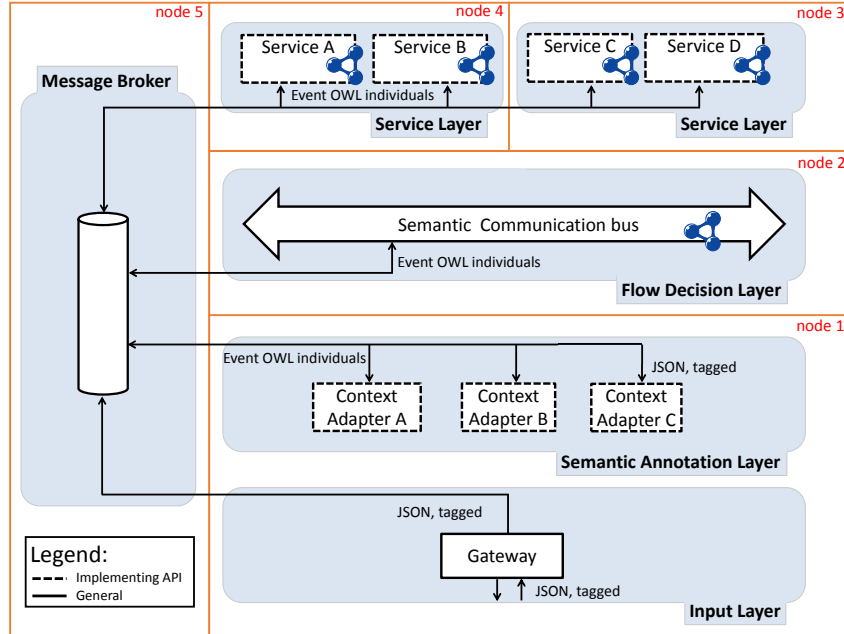 node 5
node 4
node 3
Message Broker
Service A
Service B
Service C
Service D
Event OWL individuals
Service Layer
Service Layer
node 2
Semantic Communication bus
Event OWL individuals
Flow Decision Layer
node 1
Event OWL individuals
JSON, tagged
Context
Adapter A
Context
Adapter B
Context
Adapter C
Semantic Annotation Layer
JSON, tagged
Gateway
JSON, tagged
Input Layer
Legend:
Implementing API
General